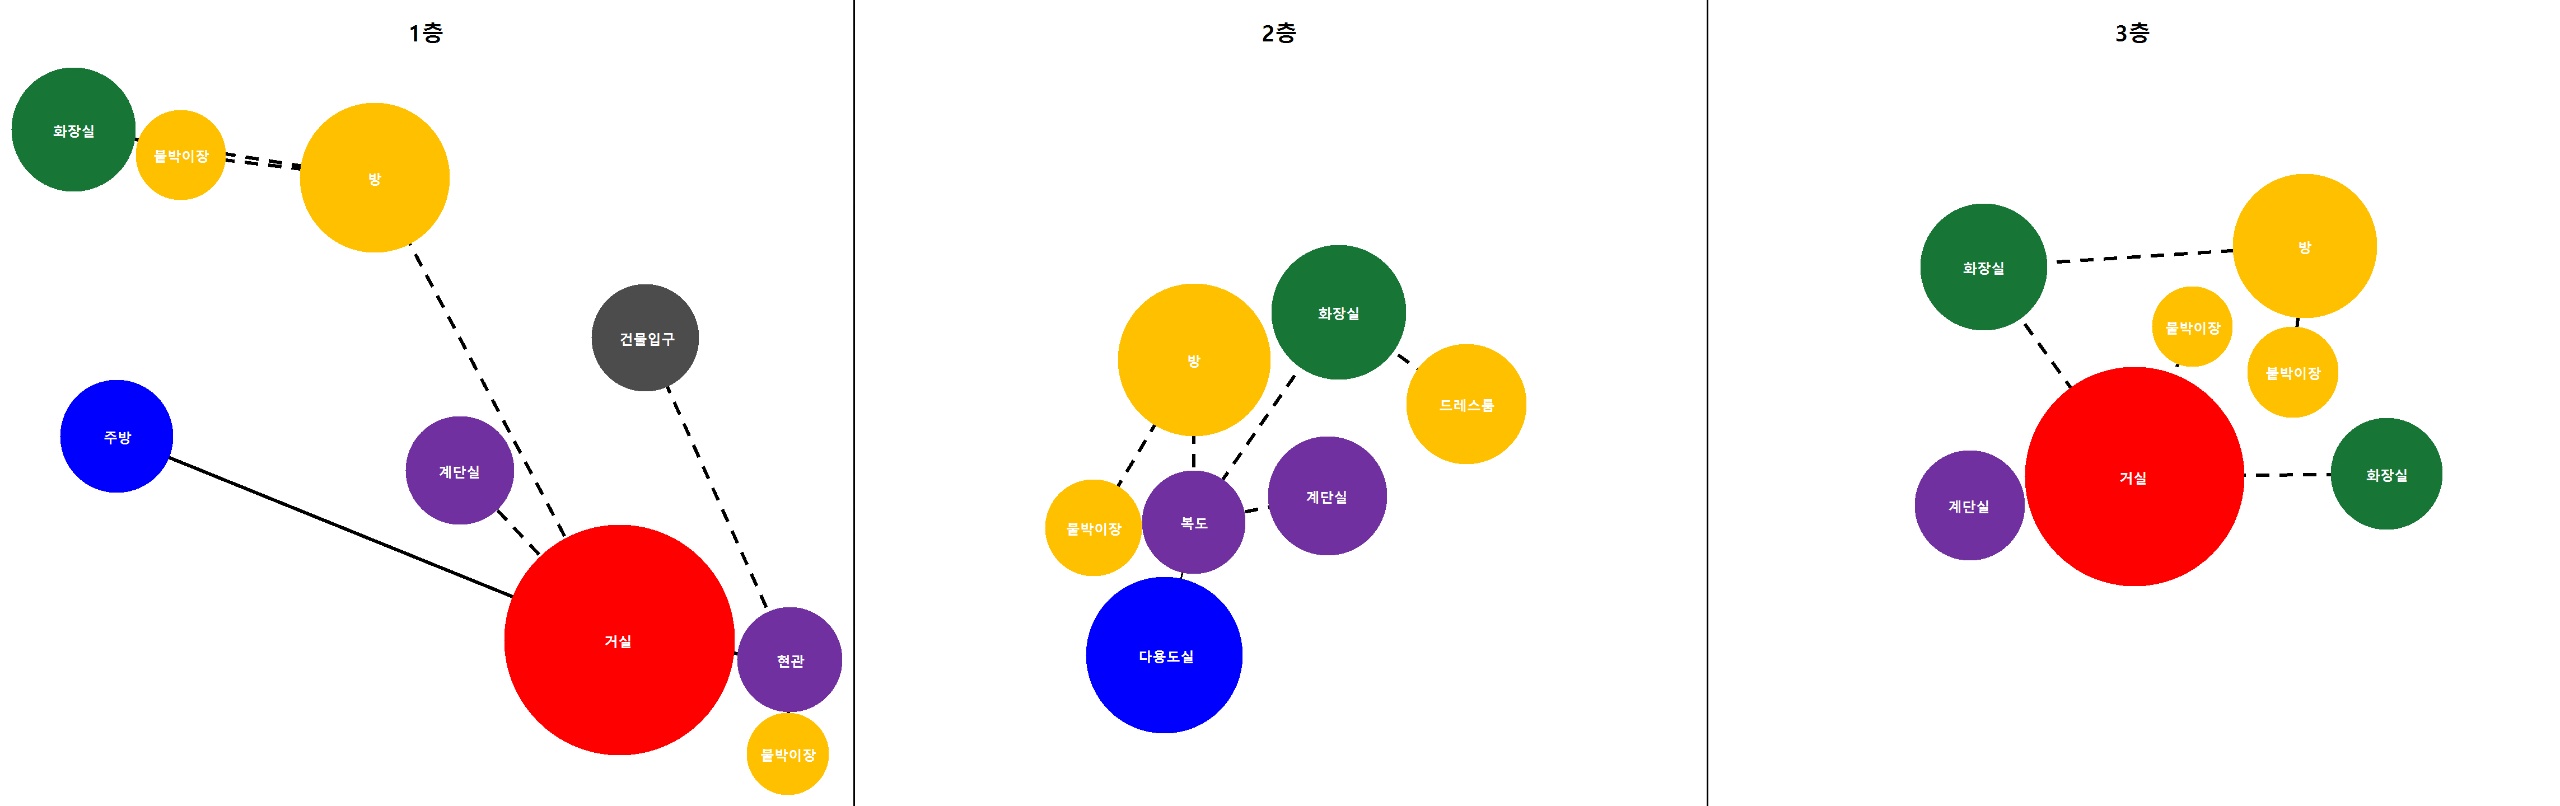 1층
화장실
붙박이장
방
건물입구
주방
계단실
거실
현관
붙박이장
2층
방
화장실
드레스룸
붙박이장
복도
계단실
다용도실
3층
화장실
방
붙박이장
붙박이장
계단실
거실
화장실